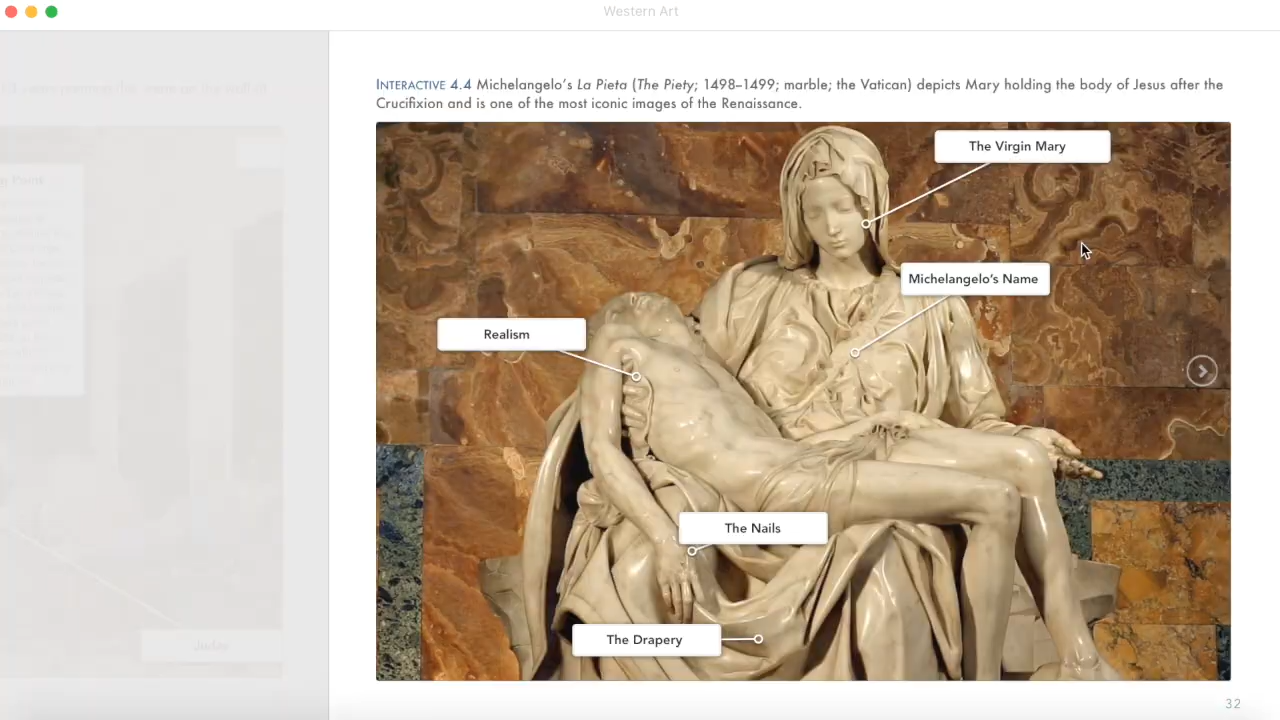 Western Art
INTERACTIVE 4.4 Michelangelo's La Pieta (The Piety; 1498–1499; marble; the Vatican) depicts Mary holding the body of Jesus after the
Crucifixion and is one of the most iconic images of the Renaissance.
The Virgin Mary
Michelangelo's Name
Realism
The Nails
The Drapery
Judas
32